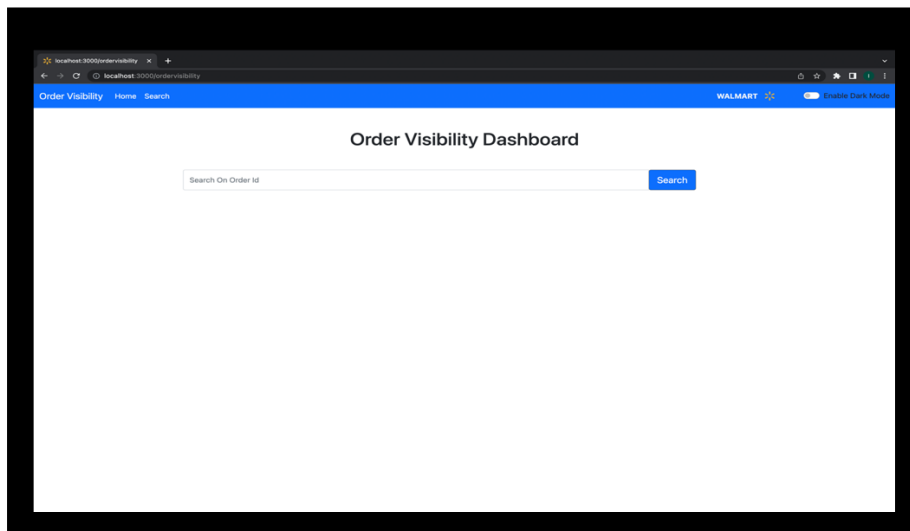 localhost:3000/ordervisibility
localhost:3000/ordervisibility
Order Visibility Home Search WALMART Enable Dark Mode
Order Visibility Dashboard
Search On Order Id Search